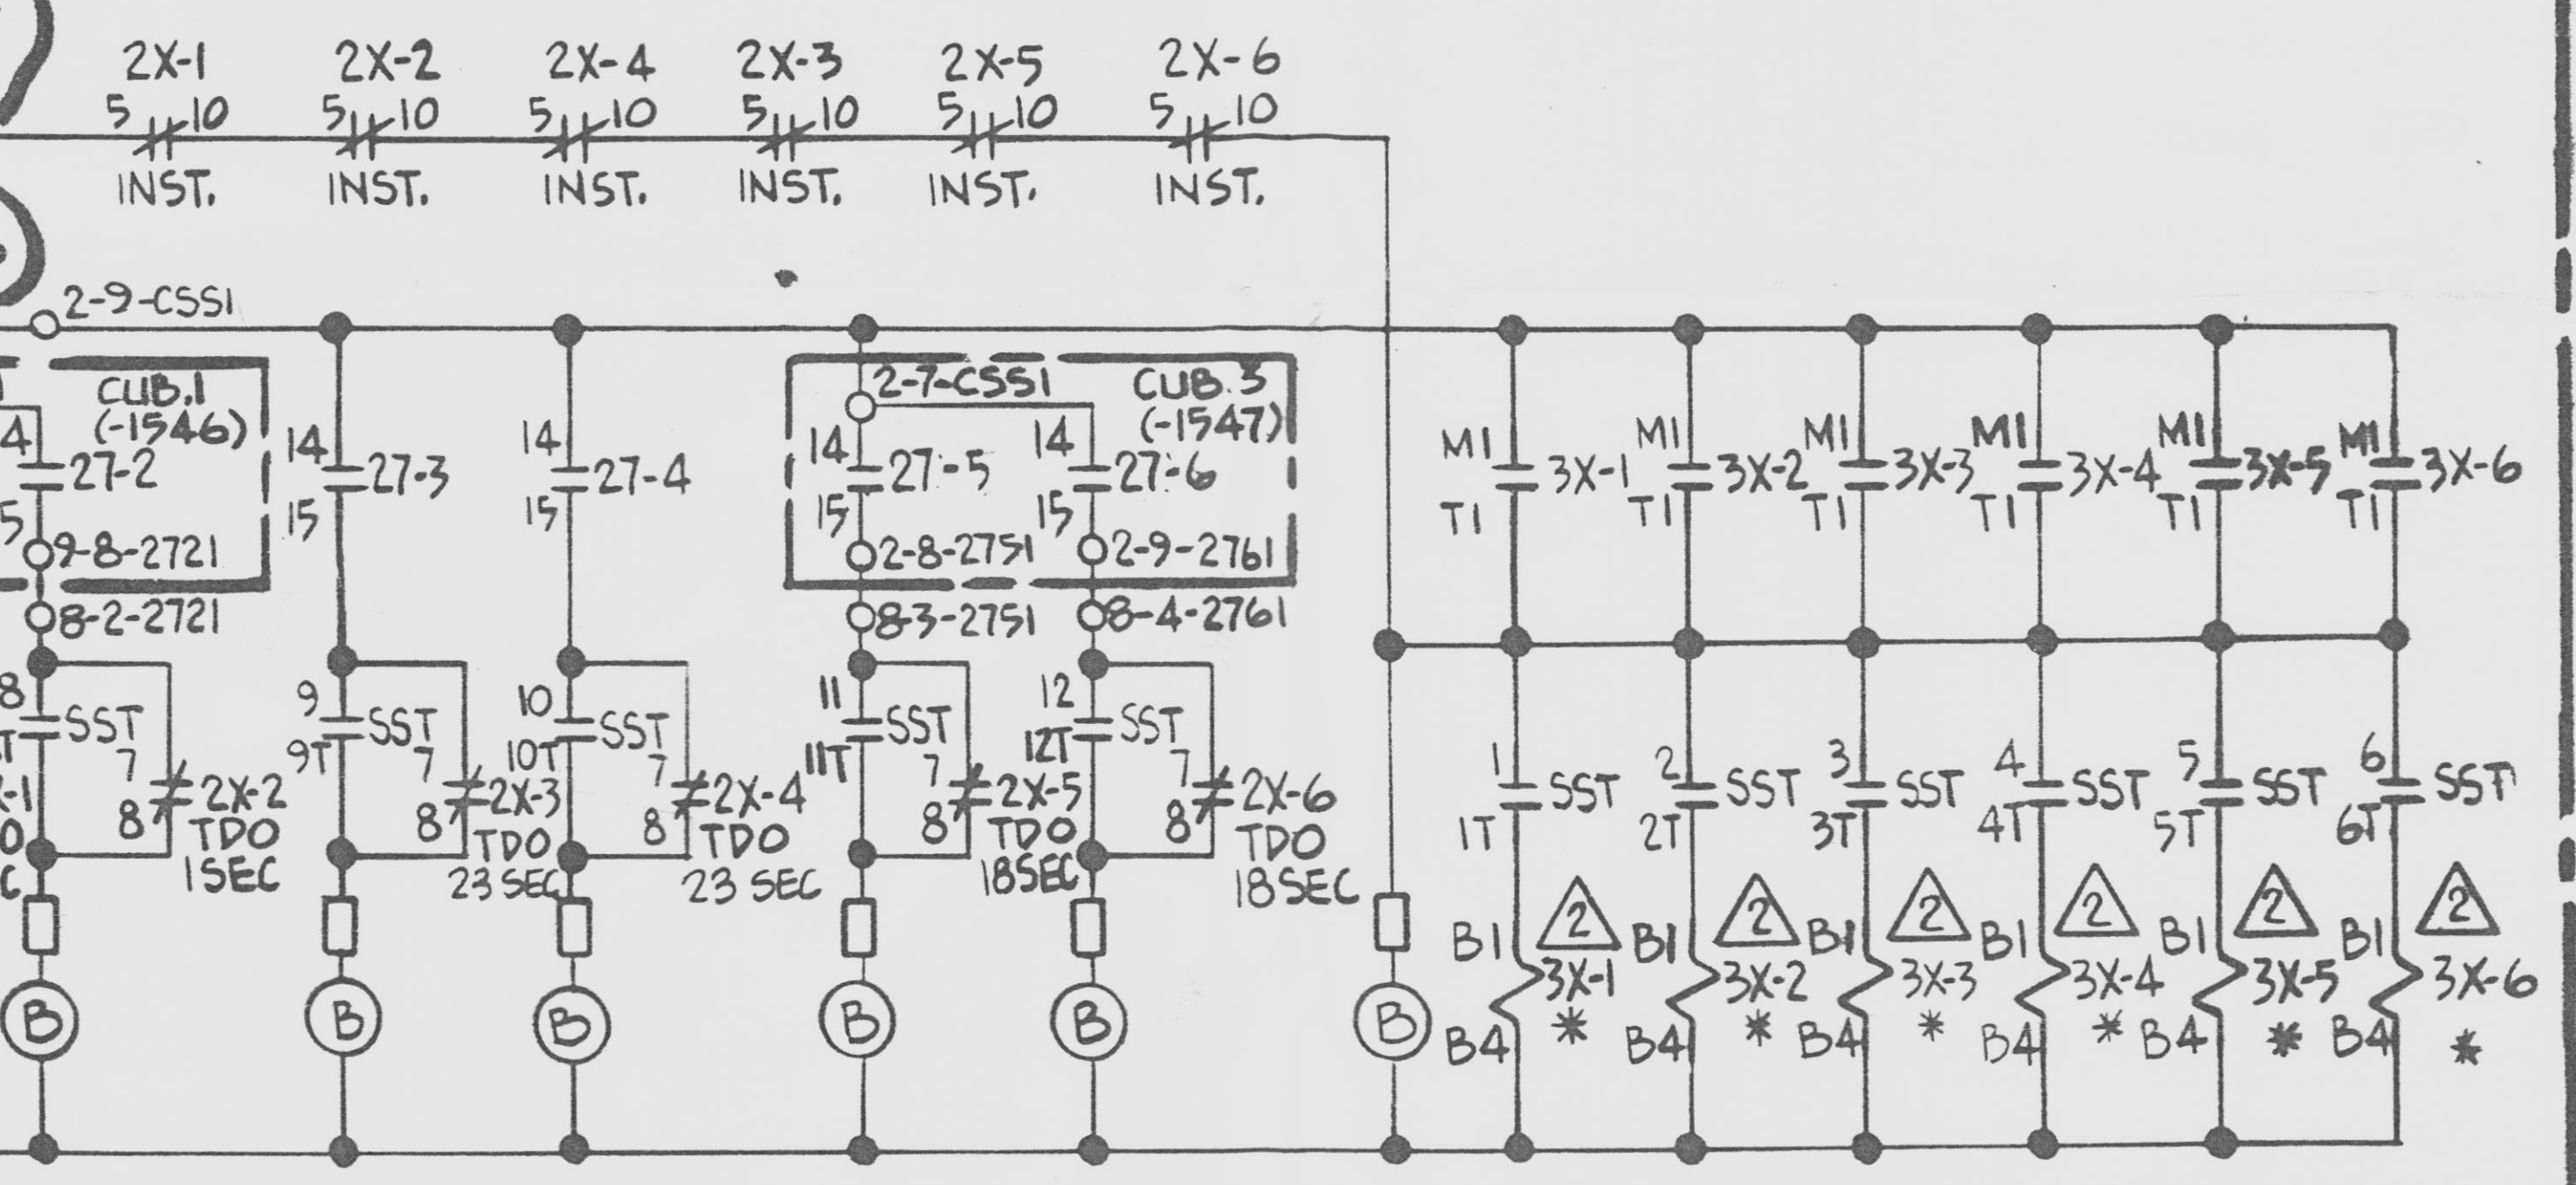 2X-1 2X-2 2X-4 2X-3 2X-5 2X-6
5 10 5 10 5 10 5 10 5 10 5 10
INST. INST. INST. INST. INST. INST.
2-9-CSS1
CUB.1 2-7-CSS1 CUB.3
(-1546) (-1547)
4 14 14 14 14 M1 M1 M1 M1 M1 M1
27-2 27-3 27-4 27-5 27-6 3X-1 3X-2 3X-3 3X-4 3X-5 3X-6
5 15 15 15 15 T1 T1 T1 T1 T1 T1
9-8-2721 2-8-2751 2-9-2761
8-2-2721 8-3-2751 8-4-2761
8 9 10 11 12
SST SST SST SST SST
T 9T 10T 11T 12T
7 7 7 7 7 1 2 3 4 5 6
-1 2X-2 2X-3 2X-4 2X-5 2X-6 SST SST SST SST SST SST
8 8 8 8 8 1T 2T 3T 4T 5T 6T
O TDO TDO TDO TDO TDO
C 1SEC 23 SEC 23 SEC 18SEC 18SEC
2 2 2 2 2 2
B1 B1 B1 B1 B1 B1
3X-1 3X-2 3X-3 3X-4 3X-5 3X-6
B B B B B B * * * * * *
B4 B4 B4 B4 B4 B4